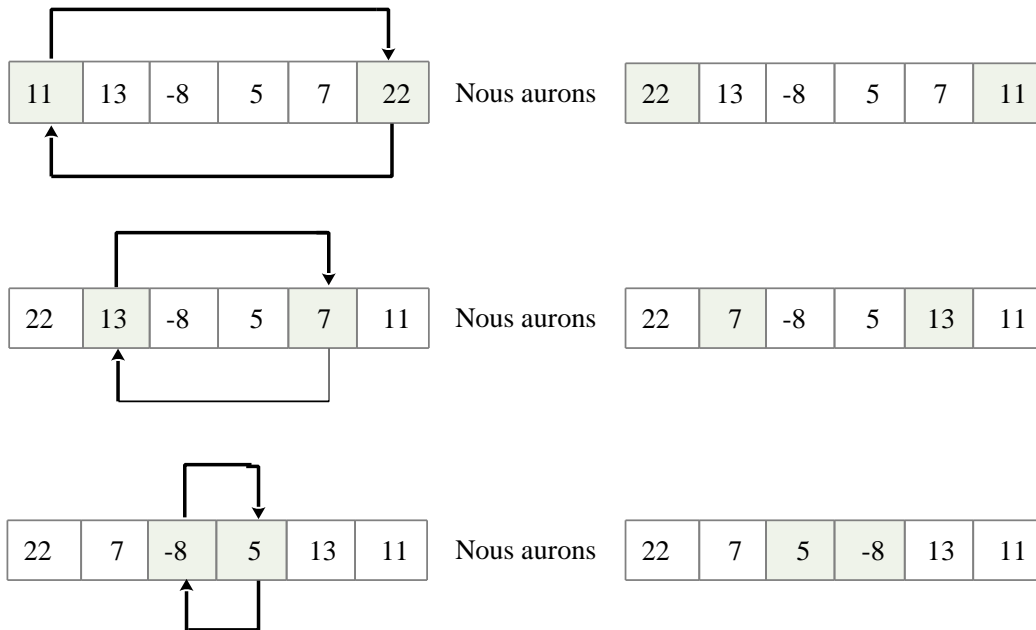 11 13 -8 5 7 22 Nous aurons 22 13 -8 5 7 11
22 13 -8 5 7 11 Nous aurons 22 7 -8 5 13 11
22 7 -8 5 13 11 Nous aurons 22 7 5 -8 13 11